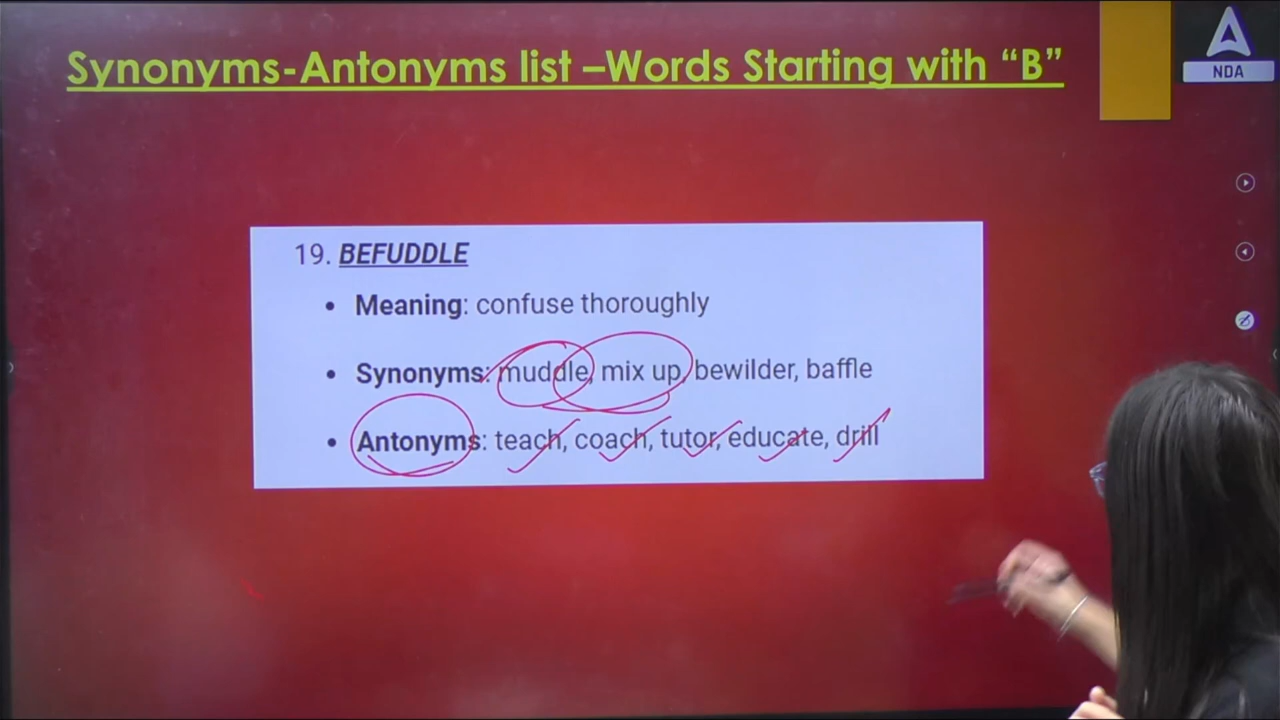 Synonyms-Antonyms list –Words Starting with “B”
NDA
19. BEFUDDLE
• Meaning: confuse thoroughly
• Synonyms: muddle, mix up, bewilder, baffle
• Antonyms: teach, coach, tutor, educate, drill